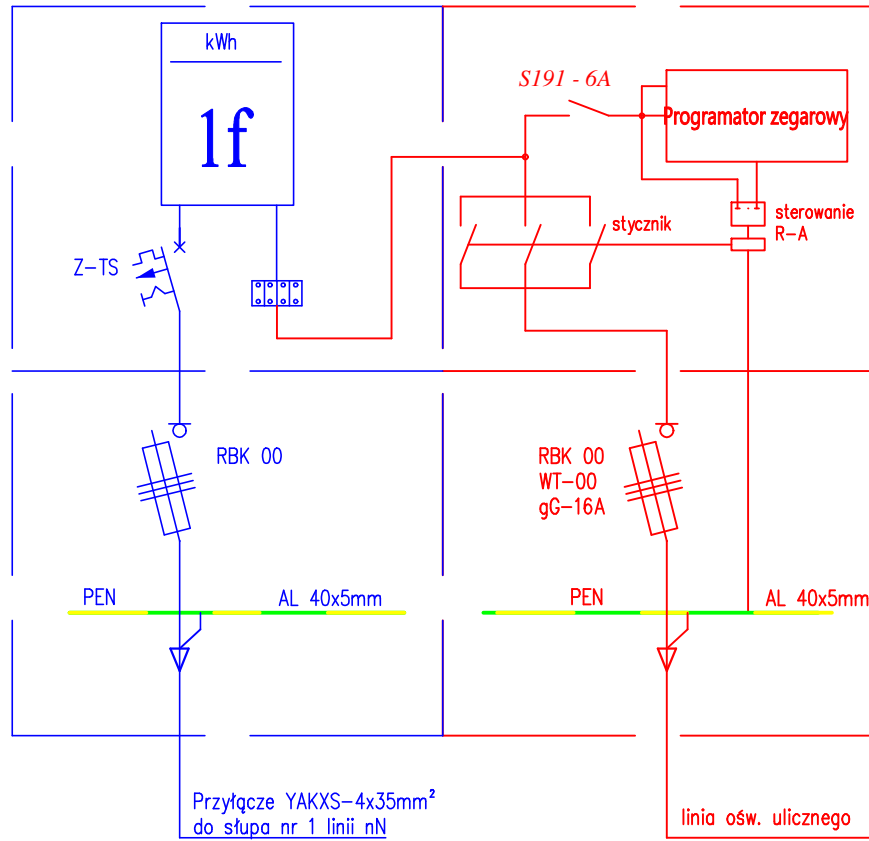 kWh
1f
Z-TS
RBK 00
PEN
AL 40x5mm
Przyłącze YAKXS-4x35mm²
do słupa nr 1 linii nN
S191 - 6A
Programator zegarowy
stycznik
sterowanie
R-A
RBK 00
WT-00
gG-16A
PEN
AL 40x5mm
linia ośw. ulicznego